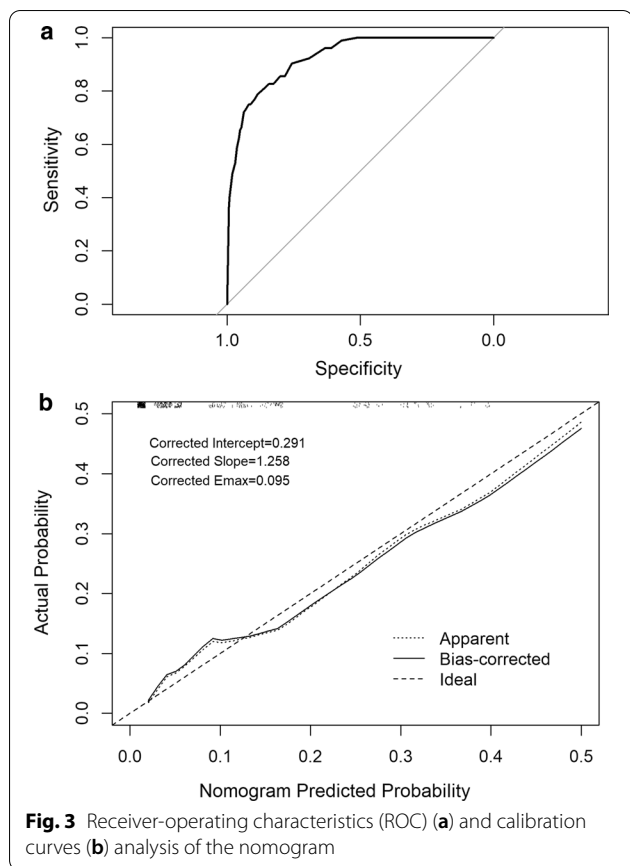 a
1.0
0.8
0.6
0.4
0.2
0.0
Sensitivity
1.0 0.5 0.0
Specificity
b
0.5
0.4
0.3
0.2
0.1
0.0
Actual Probability
Corrected Intercept=0.291
Corrected Slope=1.258
Corrected Emax=0.095
Apparent
Bias-corrected
Ideal
0.0 0.1 0.2 0.3 0.4 0.5
Nomogram Predicted Probability
Fig. 3 Receiver-operating characteristics (ROC) (a) and calibration
curves (b) analysis of the nomogram